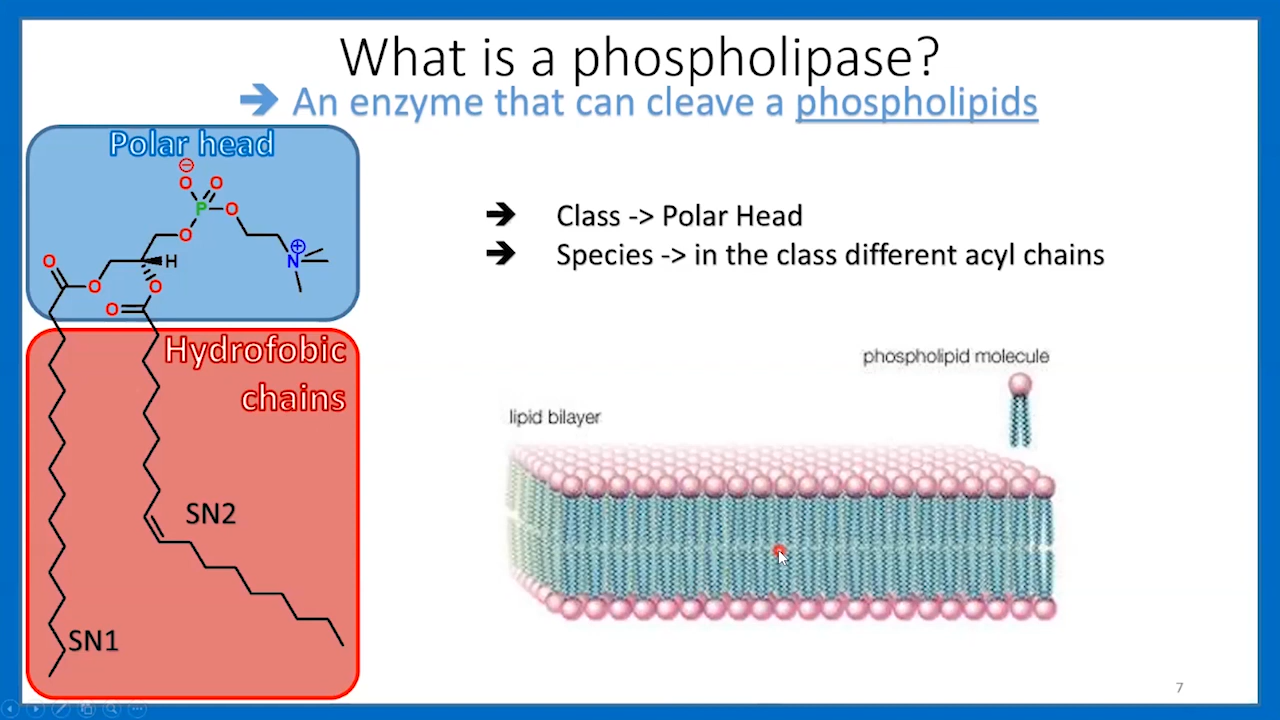 What is a phospholipase?
➔ An enzyme that can cleave a phospholipids
Polar head
⊖
O O
P O
O
⊕
N
H
O
O
O
O
➔ Class -> Polar Head
➔ Species -> in the class different acyl chains
Hydrofobic
chains
SN2
SN1
phospholipid molecule
lipid bilayer
7